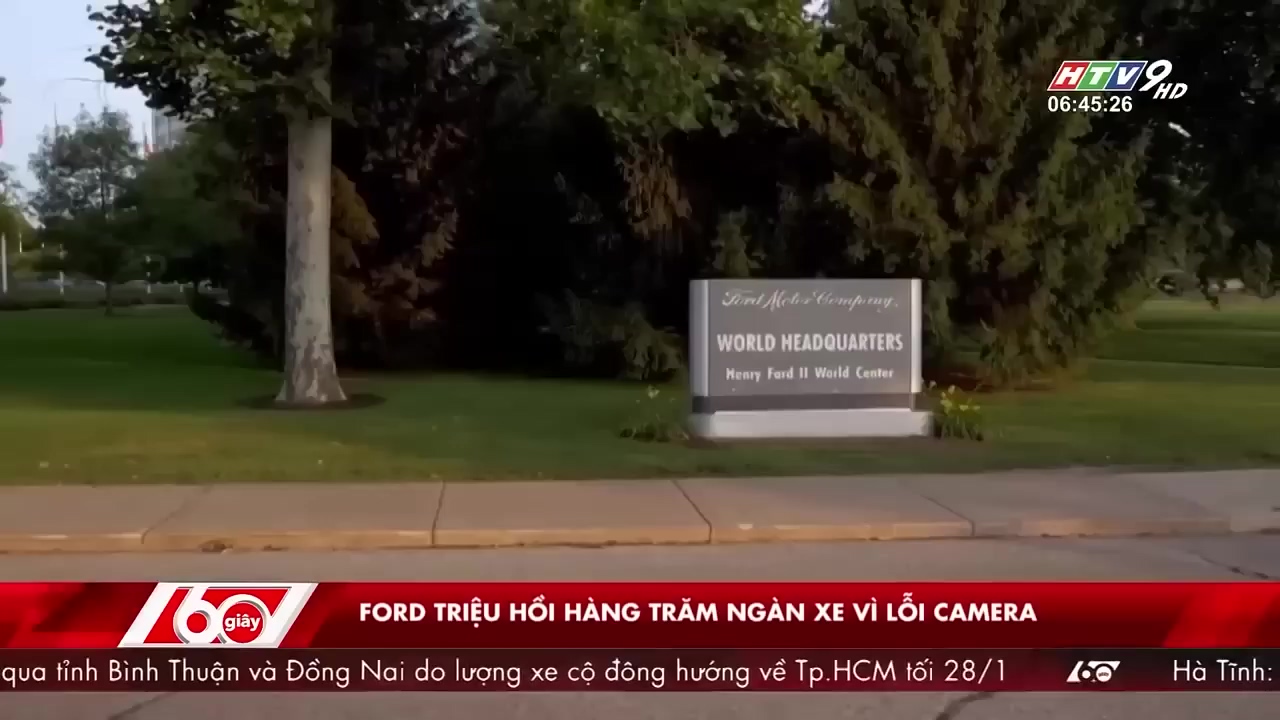 HTV9 HD
06:45:26
Ford Motor Company,
WORLD HEADQUARTERS
Henry Ford II World Center
60 giây
FORD TRIỆU HỒI HÀNG TRĂM NGÀN XE VÌ LỖI CAMERA
qua tỉnh Bình Thuận và Đồng Nai do lượng xe cộ đông hướng về Tp.HCM tối 28/1 60 Hà Tĩnh: